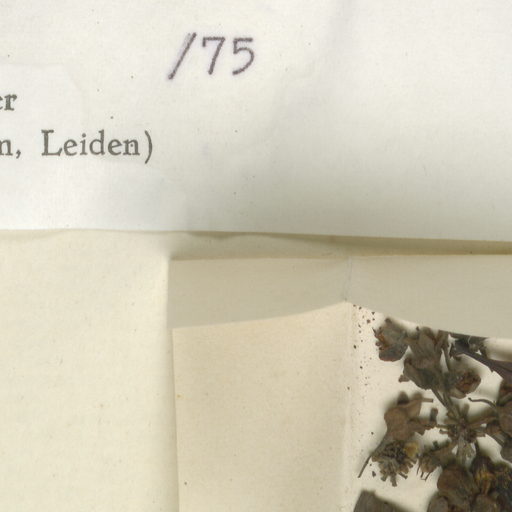 /75
er
m, Leiden)